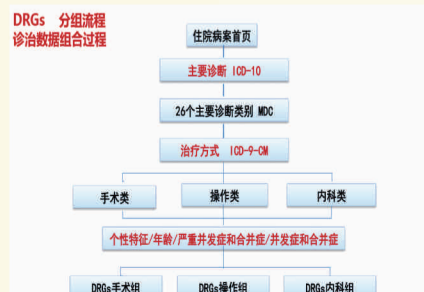 DRGs 分组流程
诊治数据组合过程
住院病案首页
主要诊断 ICD-10
26个主要诊断类别 MDC
治疗方式 ICD-9-CM
手术类 操作类 内科类
个性特征/年龄/严重并发症和合并症/并发症和合并症
DRGs手术组 DRGs操作组 DRGs内科组